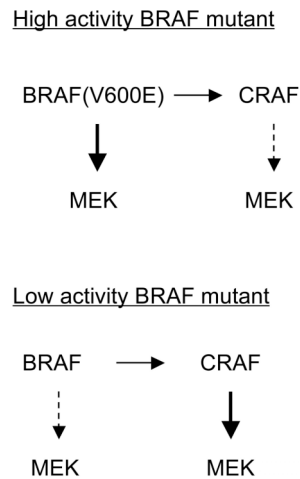 High activity BRAF mutant
BRAF(V600E) CRAF
MEK MEK
Low activity BRAF mutant
BRAF CRAF
MEK MEK